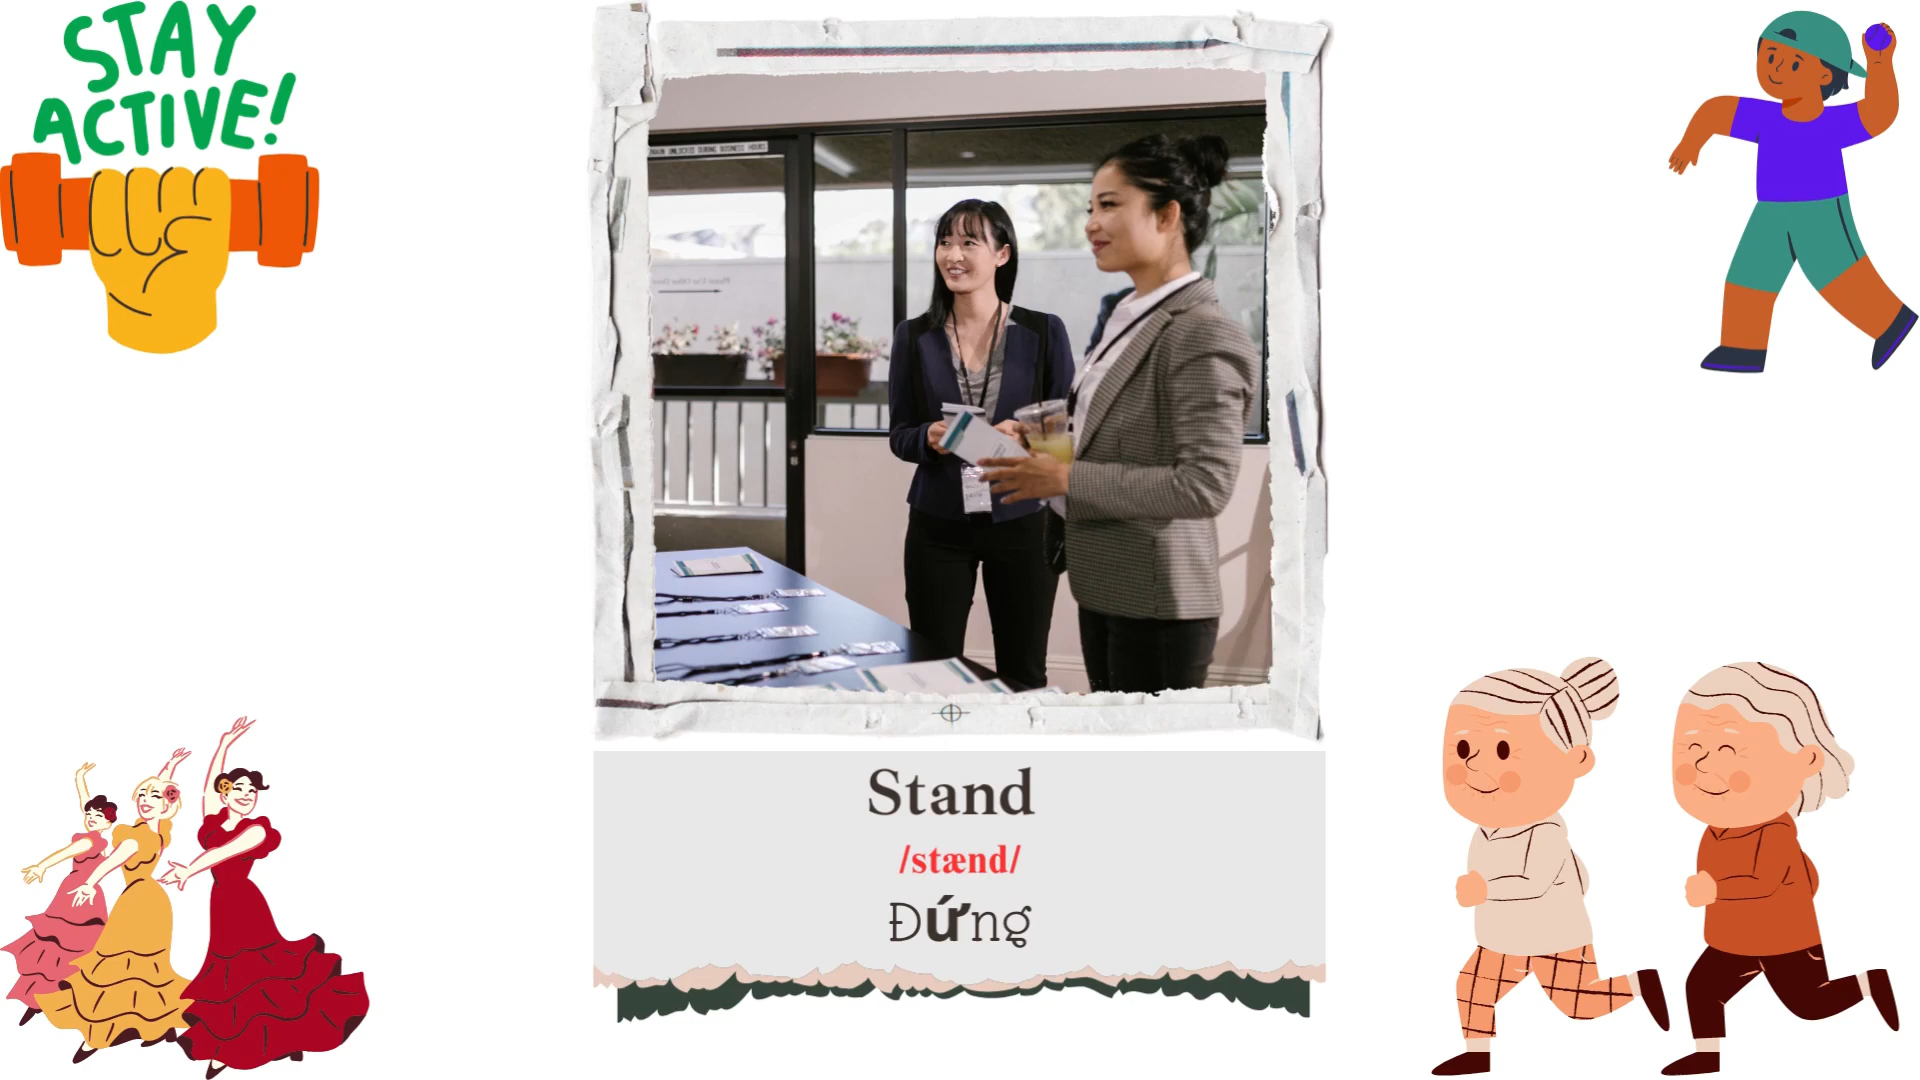 STAY
ACTIVE!
Stand
/stænd/
Đứng